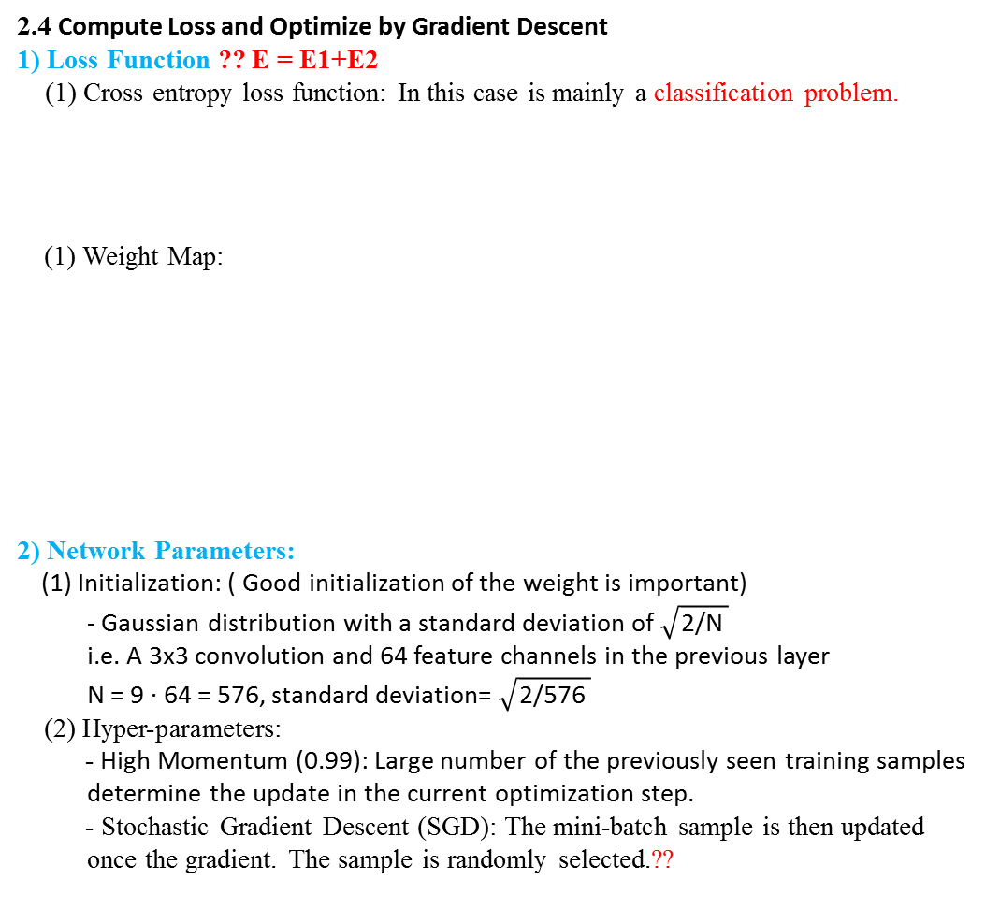 2.4 Compute Loss and Optimize by Gradient Descent
1) Loss Function ?? E = E1+E2
(1) Cross entropy loss function: In this case is mainly a classification problem.
(1) Weight Map:
2) Network Parameters:
(1) Initialization: ( Good initialization of the weight is important)
- Gaussian distribution with a standard deviation of √2/N
i.e. A 3x3 convolution and 64 feature channels in the previous layer
N = 9 · 64 = 576, standard deviation= √2/576
(2) Hyper-parameters:
- High Momentum (0.99): Large number of the previously seen training samples
determine the update in the current optimization step.
- Stochastic Gradient Descent (SGD): The mini-batch sample is then updated
once the gradient. The sample is randomly selected.??